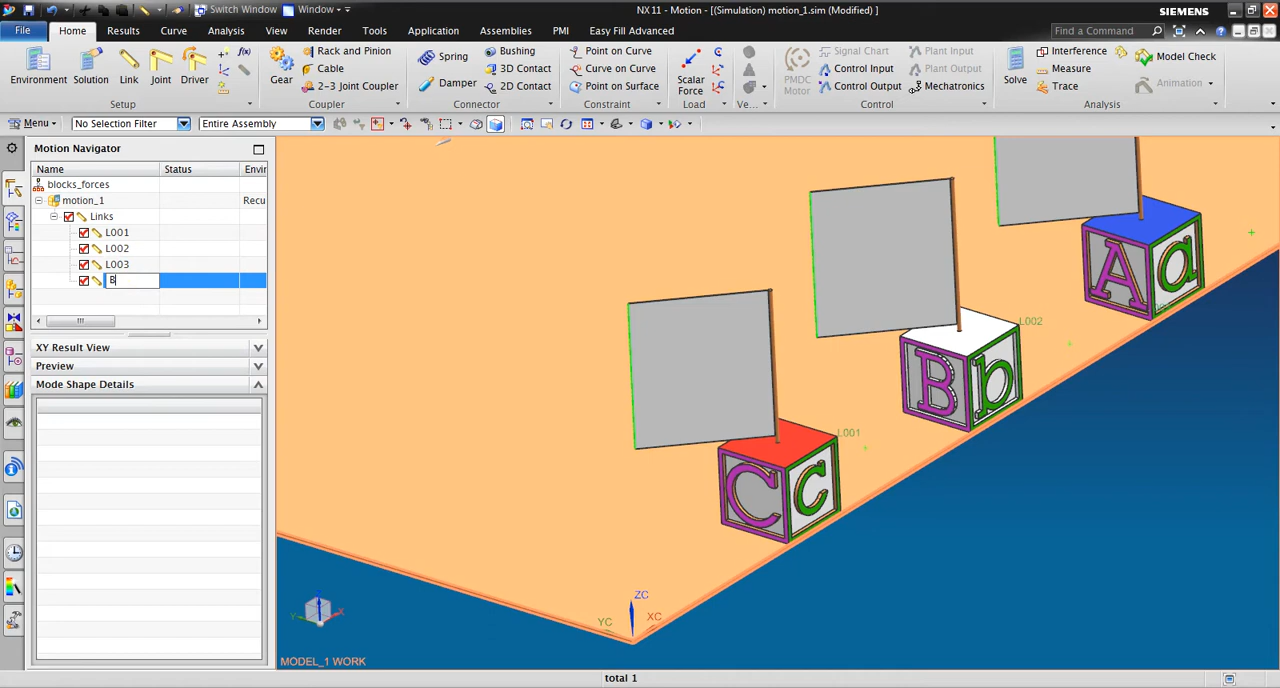 Switch Window Window
NX 11 - Motion - [(Simulation) motion_1.sim (Modified) ]
SIEMENS
File Home Results Curve Analysis View Render Tools Application Assemblies PMI Easy Fill Advanced
Find a Command
Environment Solution Link Joint Driver
f(x)
Setup
Gear
Rack and Pinion
Cable
2-3 Joint Coupler
Coupler
Spring
Damper
Bushing
3D Contact
2D Contact
Connector
Point on Curve
Curve on Curve
Point on Surface
Constraint
Scalar Force
Load
Ve...
PMDC Motor
Signal Chart
Control Input
Control Output
Plant Input
Plant Output
Mechatronics
Control
Solve
Interference
Measure
Trace
Model Check
Animation
Analysis
Menu
No Selection Filter
Entire Assembly
Motion Navigator
Name Status Envir
blocks_forces
motion_1 Recu
Links
L001
L002
L003
B
XY Result View
Preview
Mode Shape Details
A a
L002
B b
L001
C c
ZC
YC XC
Y X
MODEL_1 WORK
total 1